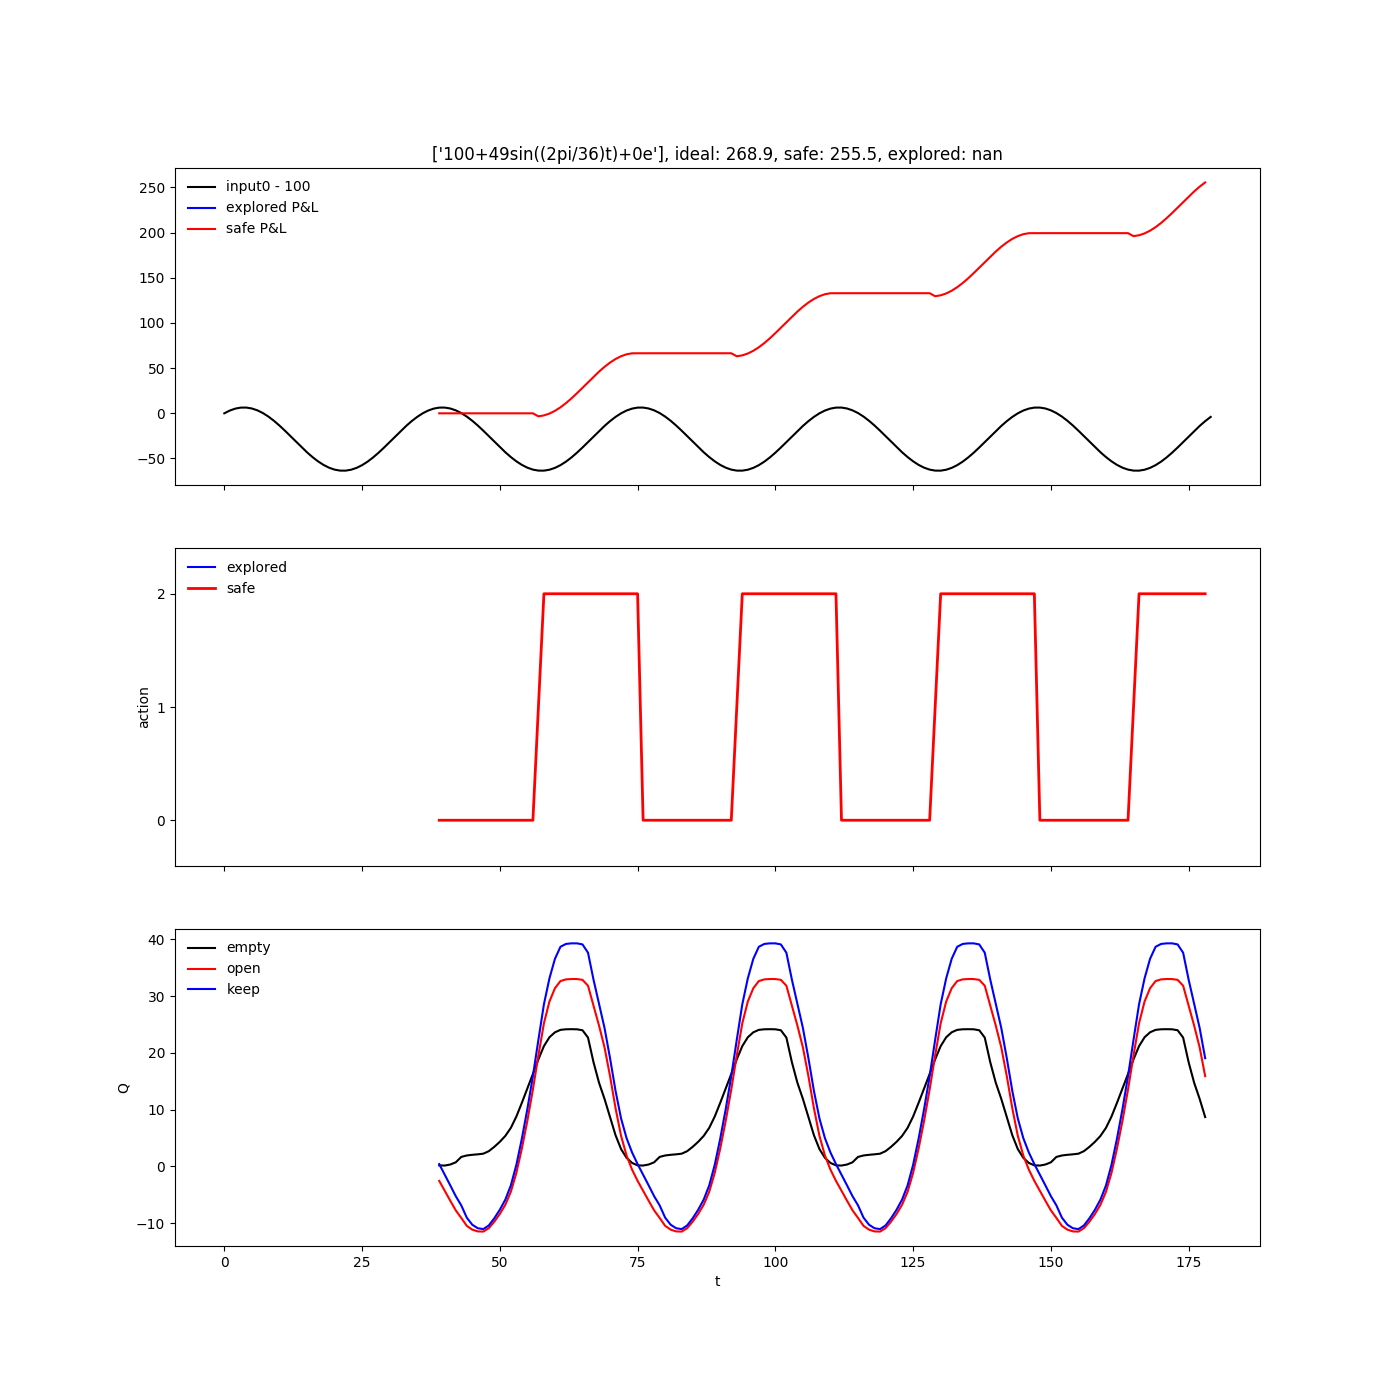 ['100+49sin((2pi/36)t)+0e'], ideal: 268.9, safe: 255.5, explored: nan
input0 - 100
explored P&L
safe P&L
250
200
150
100
50
0
−50
explored
safe
2
1
0
action
empty
open
keep
40
30
20
10
0
−10
Q
0 25 50 75 100 125 150 175
t